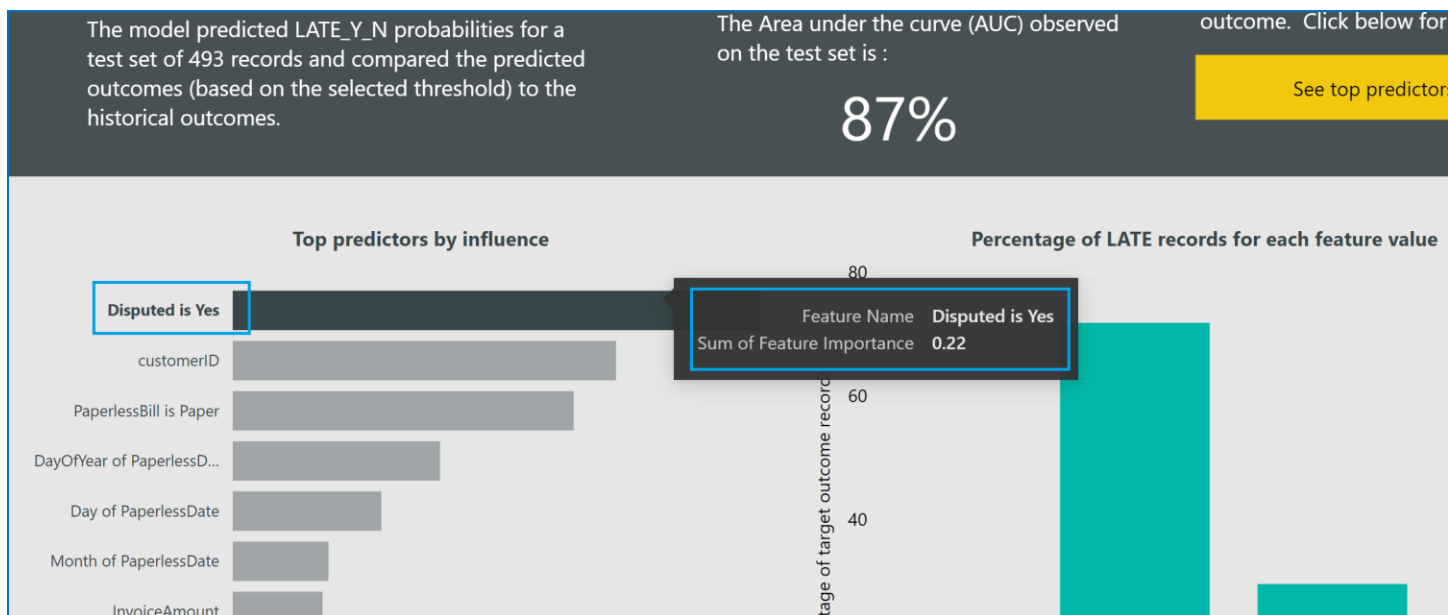 The model predicted LATE_Y_N probabilities for a
test set of 493 records and compared the predicted
outcomes (based on the selected threshold) to the
historical outcomes.
The Area under the curve (AUC) observed
on the test set is :
87%
outcome.  Click below for
See top predictors
Top predictors by influence
Disputed is Yes
customerID
PaperlessBill is Paper
DayOfYear of PaperlessD...
Day of PaperlessDate
Month of PaperlessDate
InvoiceAmount
Feature Name Disputed is Yes
Sum of Feature Importance 0.22
Percentage of LATE records for each feature value
80
60
40
of target outcome